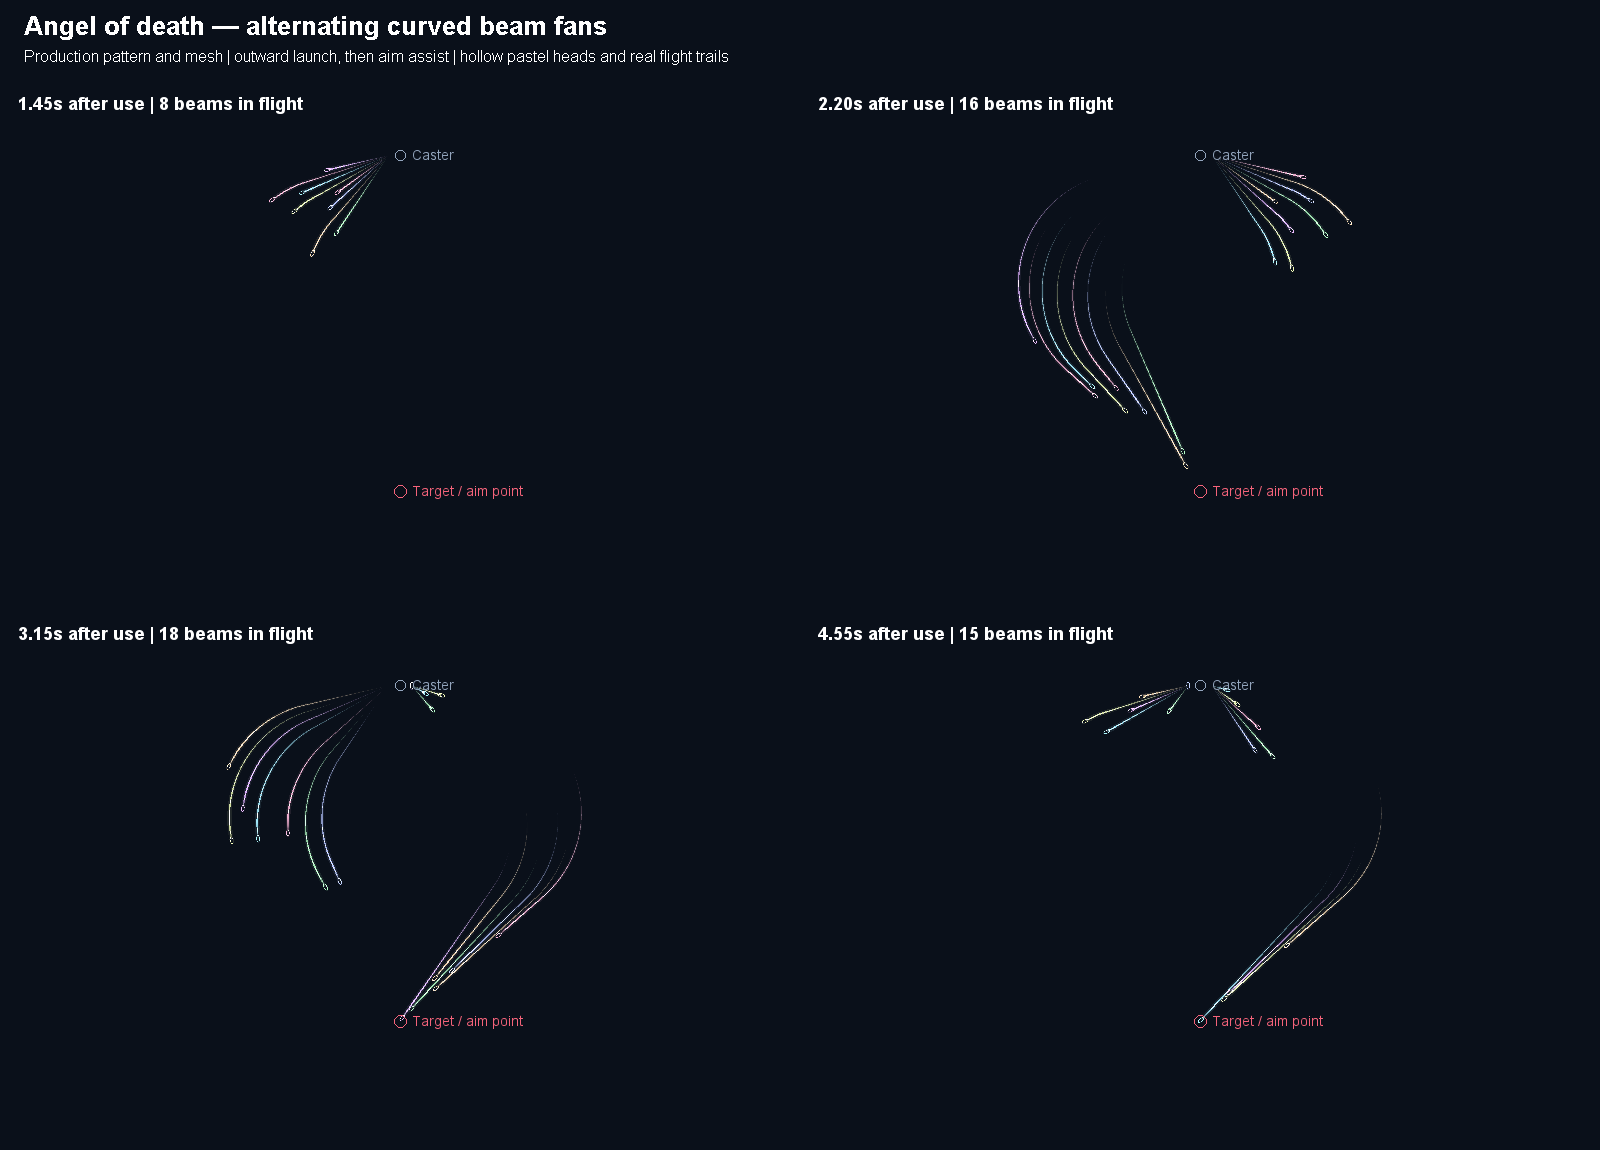 Angel of death — alternating curved beam fans
Production pattern and mesh | outward launch, then aim assist | hollow pastel heads and real flight trails
1.45s after use | 8 beams in flight
Caster
Target / aim point
2.20s after use | 16 beams in flight
Caster
Target / aim point
3.15s after use | 18 beams in flight
Caster
Target / aim point
4.55s after use | 15 beams in flight
Caster
Target / aim point